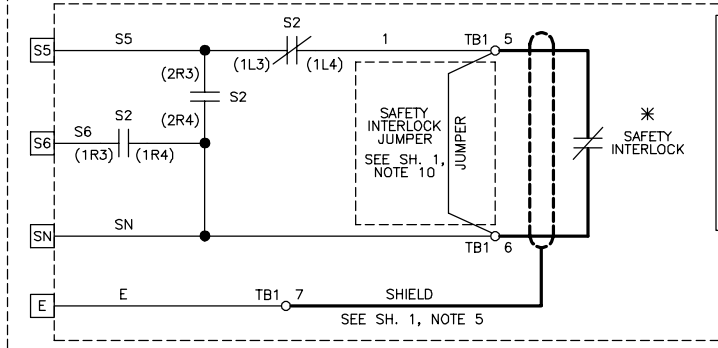 S2
S5 S5 1 TB1 5
(2R3) (1L3) (1L4)
S2
(2R4)
S2
S6 S6
(1R3) (1R4)
SAFETY
INTERLOCK
JUMPER
SEE SH. 1,
NOTE 10
JUMPER
*
SAFETY
INTERLOCK
SN SN
TB1 6
E E TB1 7 SHIELD
SEE SH. 1, NOTE 5